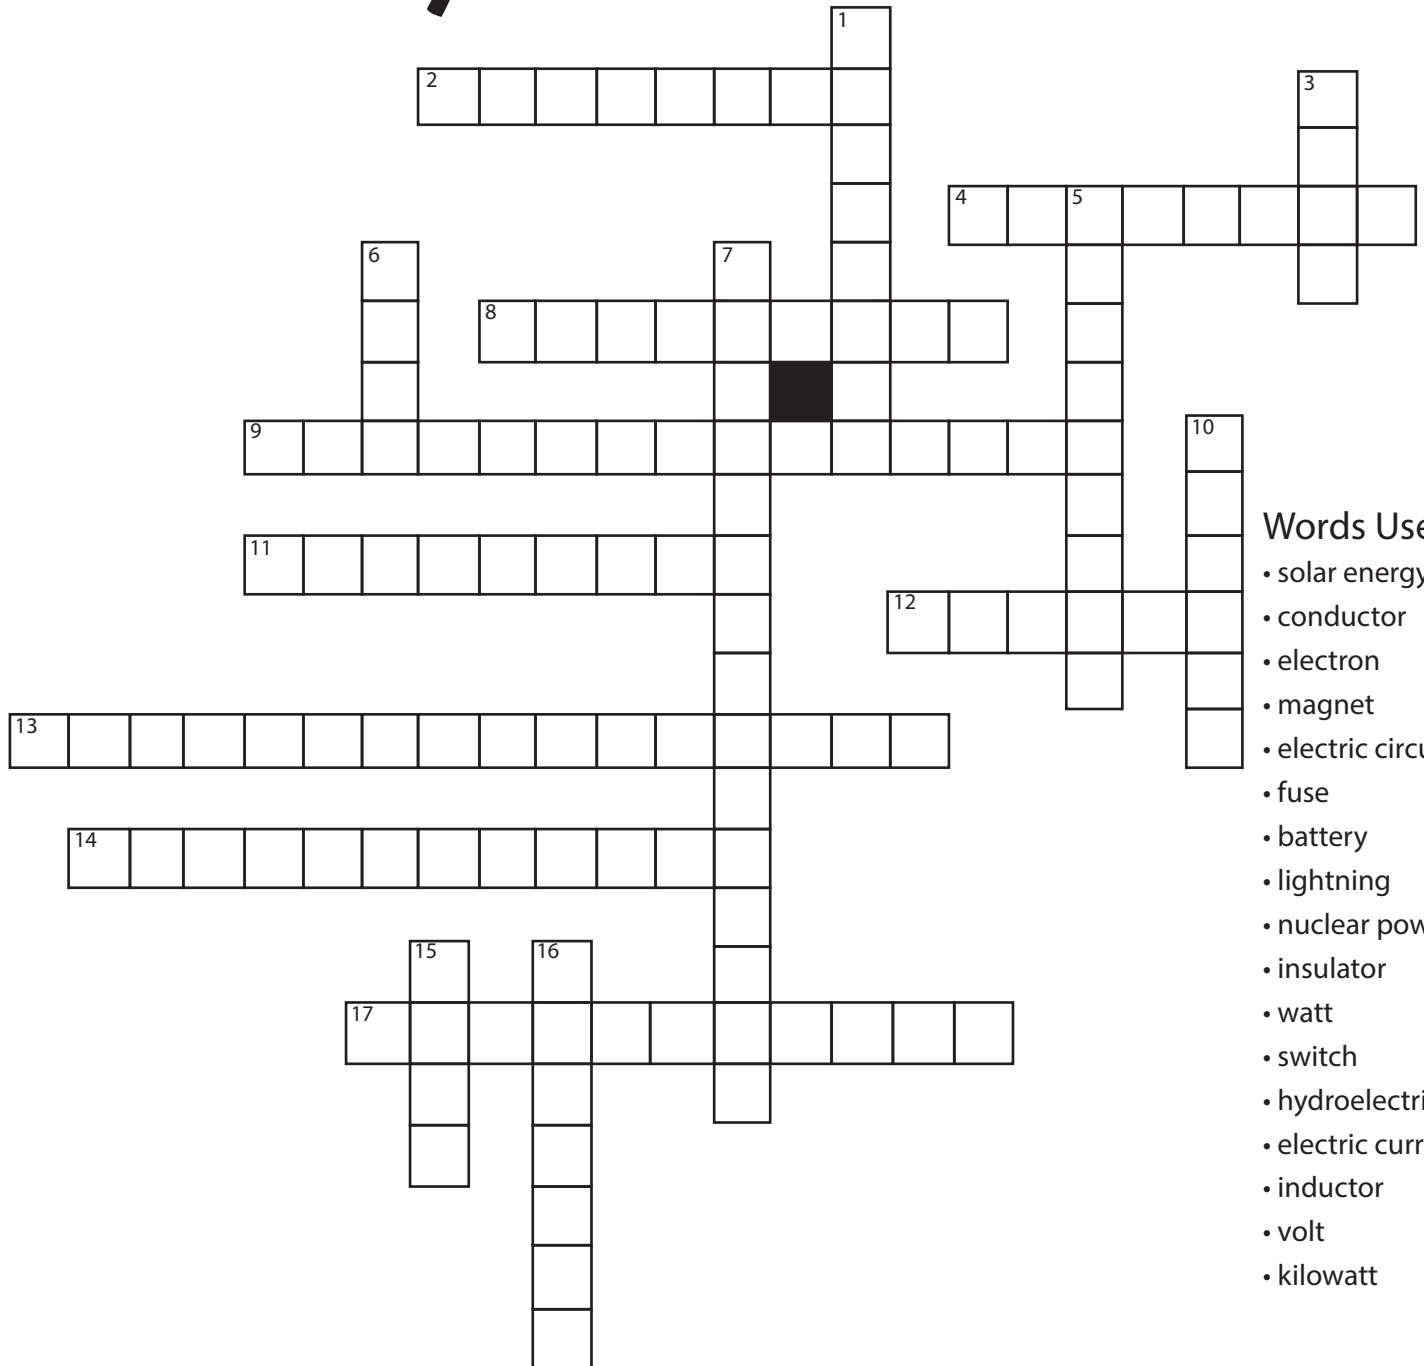 1
2
3
4
5
6
7
8
9
10
11
12
13
14
15
16
17
Words Use
• solar energy
• conductor
• electron
• magnet
• electric circu
• fuse
• battery
• lightning
• nuclear pow
• insulator
• watt
• switch
• hydroelectri
• electric curr
• inductor
• volt
• kilowatt